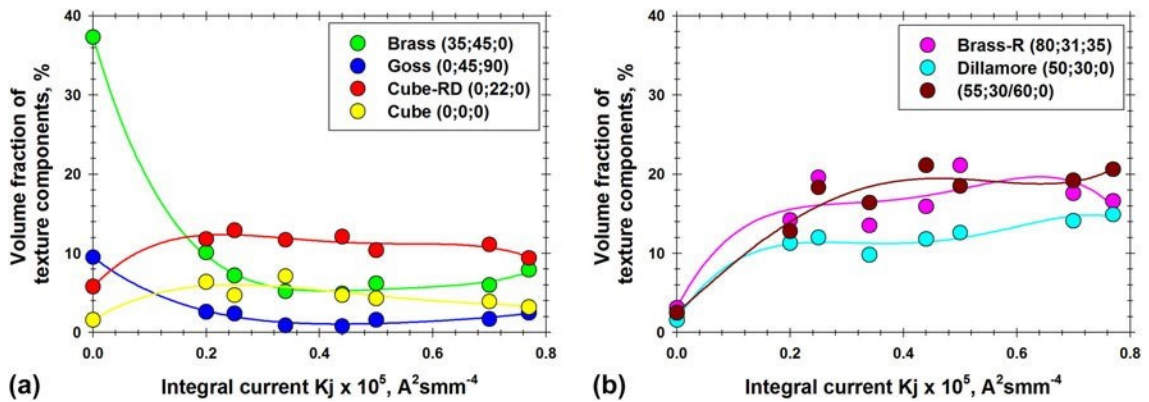 40
30
20
10
0
Volume fraction of
texture components, %
Brass (35;45;0)
Goss (0;45;90)
Cube-RD (0;22;0)
Cube (0;0;0)
0.0 0.2 0.4 0.6 0.8
(a) Integral current Kj x 10⁵, A²smm⁻⁴
40
30
20
10
0
Volume fraction of
texture components, %
Brass-R (80;31;35)
Dillamore (50;30;0)
(55;30/60;0)
0.0 0.2 0.4 0.6 0.8
(b) Integral current Kj x 10⁵, A²smm⁻⁴